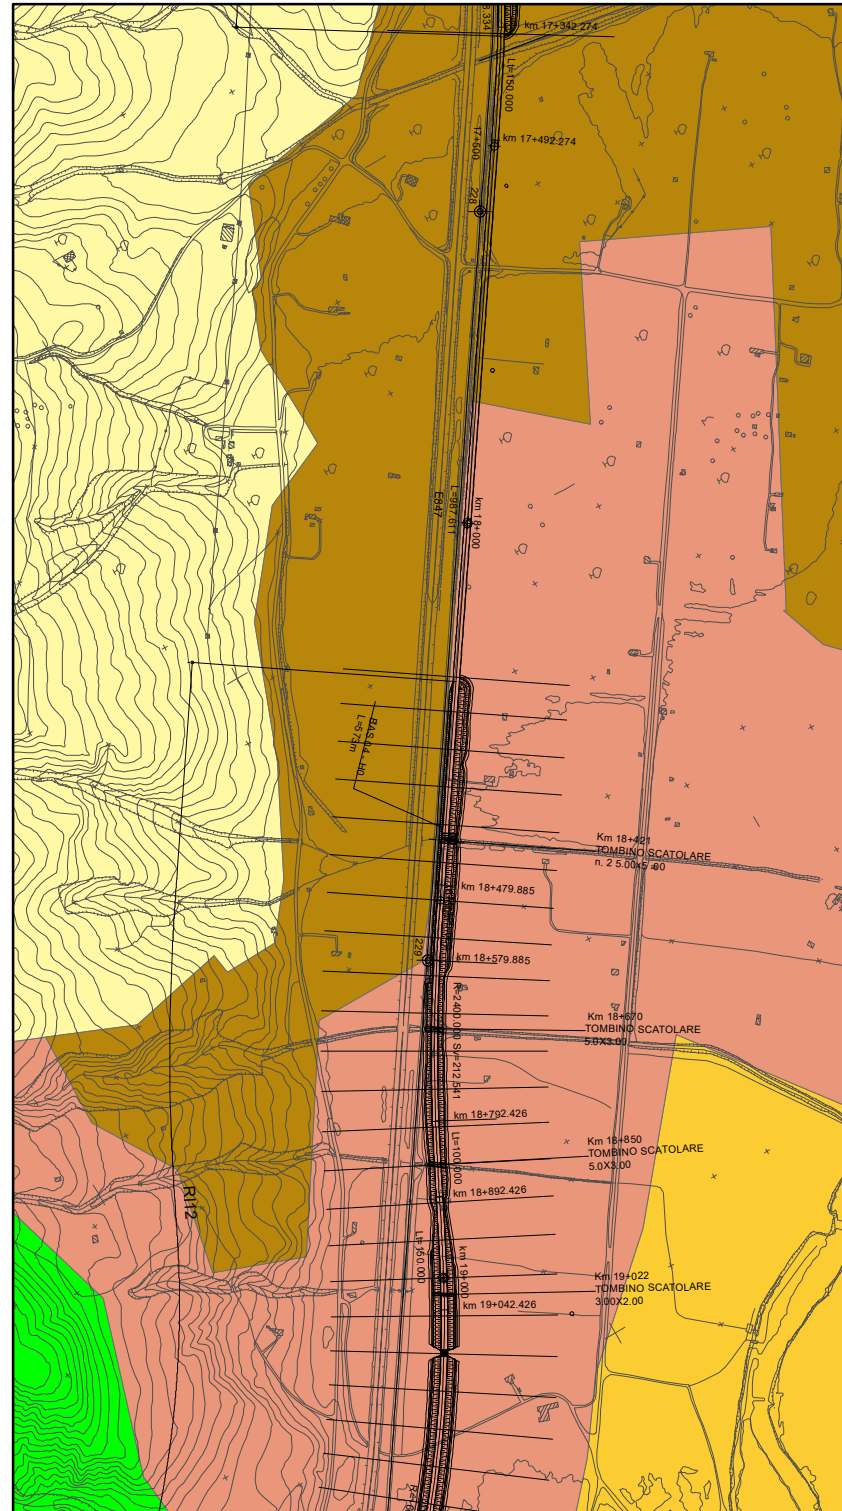 8.334
km 17+342.274
Lt=150.000
17+500
km 17+492.274
228
km 18+000
L=987.611
E847
BAS 04 - H0
L=573m
Km 18+421
TOMBINO SCATOLARE
n. 2 5.00x5.00
km 18+479.885
229
km 18+579.885
R=2400.000 Sv=212.541
Km 18+670
TOMBINO SCATOLARE
5.0X3.00
km 18+792.426
Lt=100.000
Km 18+850
TOMBINO SCATOLARE
5.0X3.00
RI12
km 18+892.426
Lt=150.000
km 19+000
Km 19+022
TOMBINO SCATOLARE
3.00X2.00
km 19+042.426